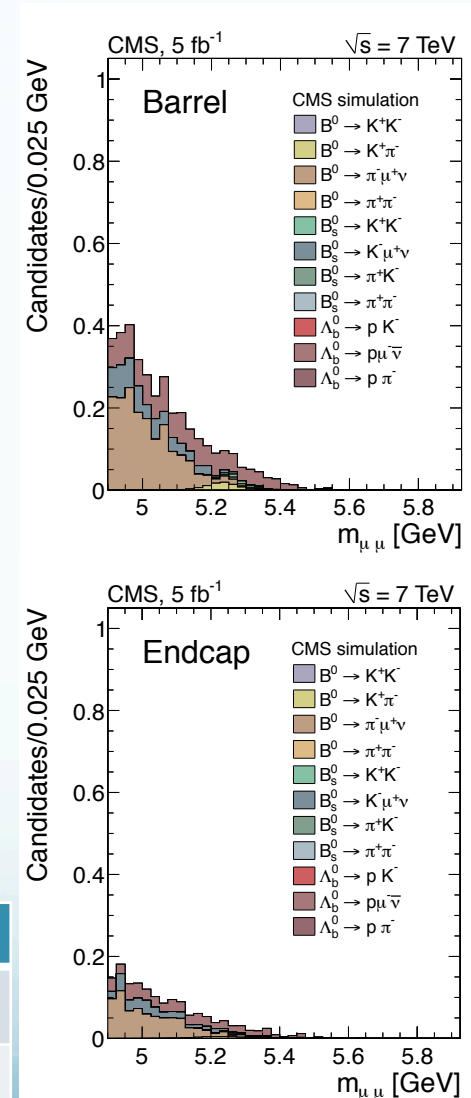 CMS, 5 fb⁻¹ √s = 7 TeV
Candidates/0.025 GeV
Barrel
CMS simulation
B⁰ → K⁺K⁻
B⁰ → K⁺π⁻
B⁰ → π⁻μ⁺ν
B⁰ → π⁺π⁻
B⁰ₛ → K⁺K⁻
B⁰ₛ → K⁻μ⁺ν
B⁰ₛ → π⁺K⁻
B⁰ₛ → π⁺π⁻
Λ⁰_b → p K⁻
Λ⁰_b → pμ⁻ν̅
Λ⁰_b → p π⁻
1
0.8
0.6
0.4
0.2
0
5 5.2 5.4 5.6 5.8
m_μμ [GeV]
CMS, 5 fb⁻¹ √s = 7 TeV
Candidates/0.025 GeV
Endcap
CMS simulation
B⁰ → K⁺K⁻
B⁰ → K⁺π⁻
B⁰ → π⁻μ⁺ν
B⁰ → π⁺π⁻
B⁰ₛ → K⁺K⁻
B⁰ₛ → K⁻μ⁺ν
B⁰ₛ → π⁺K⁻
B⁰ₛ → π⁺π⁻
Λ⁰_b → p K⁻
Λ⁰_b → pμ⁻ν̅
Λ⁰_b → p π⁻
1
0.8
0.6
0.4
0.2
0
5 5.2 5.4 5.6 5.8
m_μμ [GeV]